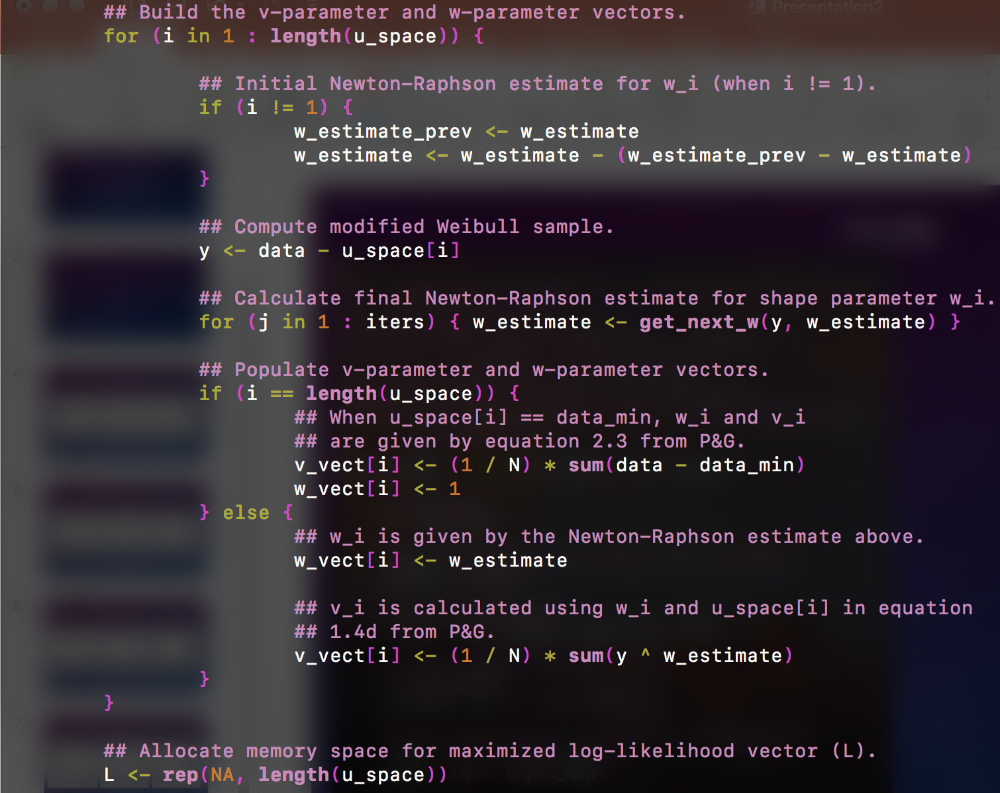 Presentation2
## Build the v-parameter and w-parameter vectors.
for (i in 1 : length(u_space)) {
## Initial Newton-Raphson estimate for w_i (when i != 1).
if (i != 1) {
w_estimate_prev <- w_estimate
w_estimate <- w_estimate - (w_estimate_prev - w_estimate)
}
## Compute modified Weibull sample.
y <- data - u_space[i]
## Calculate final Newton-Raphson estimate for shape parameter w_i.
for (j in 1 : iters) { w_estimate <- get_next_w(y, w_estimate) }
## Populate v-parameter and w-parameter vectors.
if (i == length(u_space)) {
## When u_space[i] == data_min, w_i and v_i
## are given by equation 2.3 from P&G.
v_vect[i] <- (1 / N) * sum(data - data_min)
w_vect[i] <- 1
} else {
## w_i is given by the Newton-Raphson estimate above.
w_vect[i] <- w_estimate
## v_i is calculated using w_i and u_space[i] in equation
## 1.4d from P&G.
v_vect[i] <- (1 / N) * sum(y ^ w_estimate)
}
}
## Allocate memory space for maximized log-likelihood vector (L).
L <- rep(NA, length(u_space))